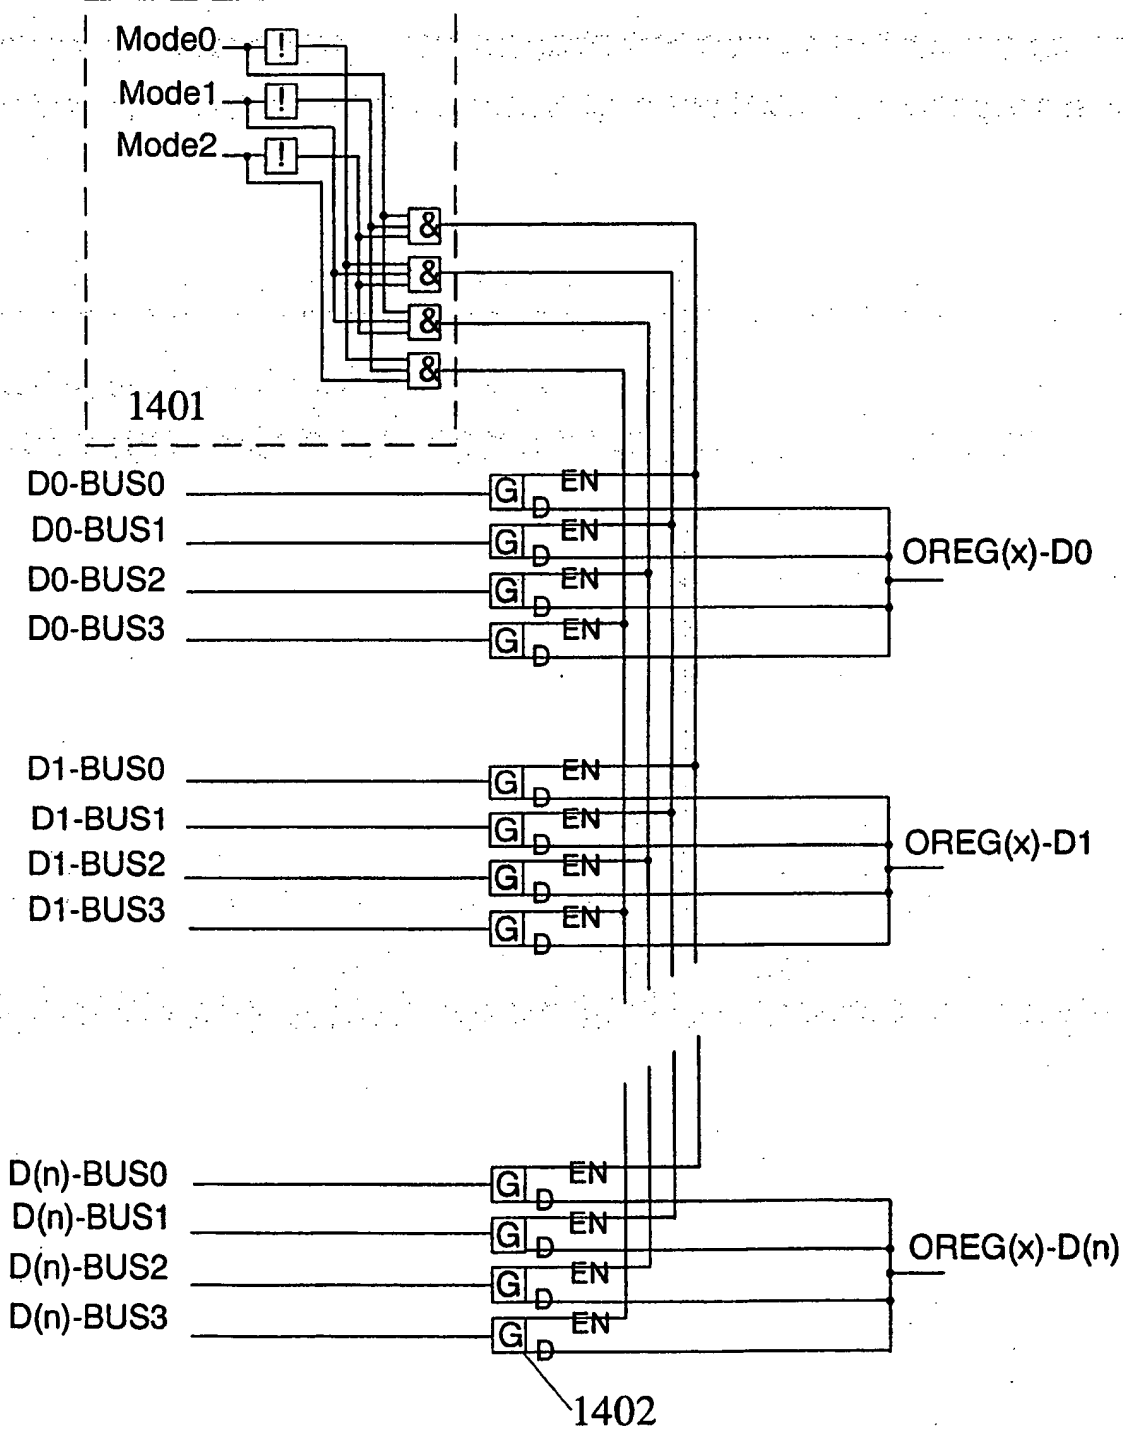 Mode0 !
Mode1 !
Mode2 !
&
&
&
&
1401
D0-BUS0 G EN D
D0-BUS1 G EN D
D0-BUS2 G EN D
D0-BUS3 G EN D
OREG(x)-D0
D1-BUS0 G EN D
D1-BUS1 G EN D
D1-BUS2 G EN D
D1-BUS3 G EN D
OREG(x)-D1
D(n)-BUS0 G EN D
D(n)-BUS1 G EN D
D(n)-BUS2 G EN D
D(n)-BUS3 G EN D
OREG(x)-D(n)
1402